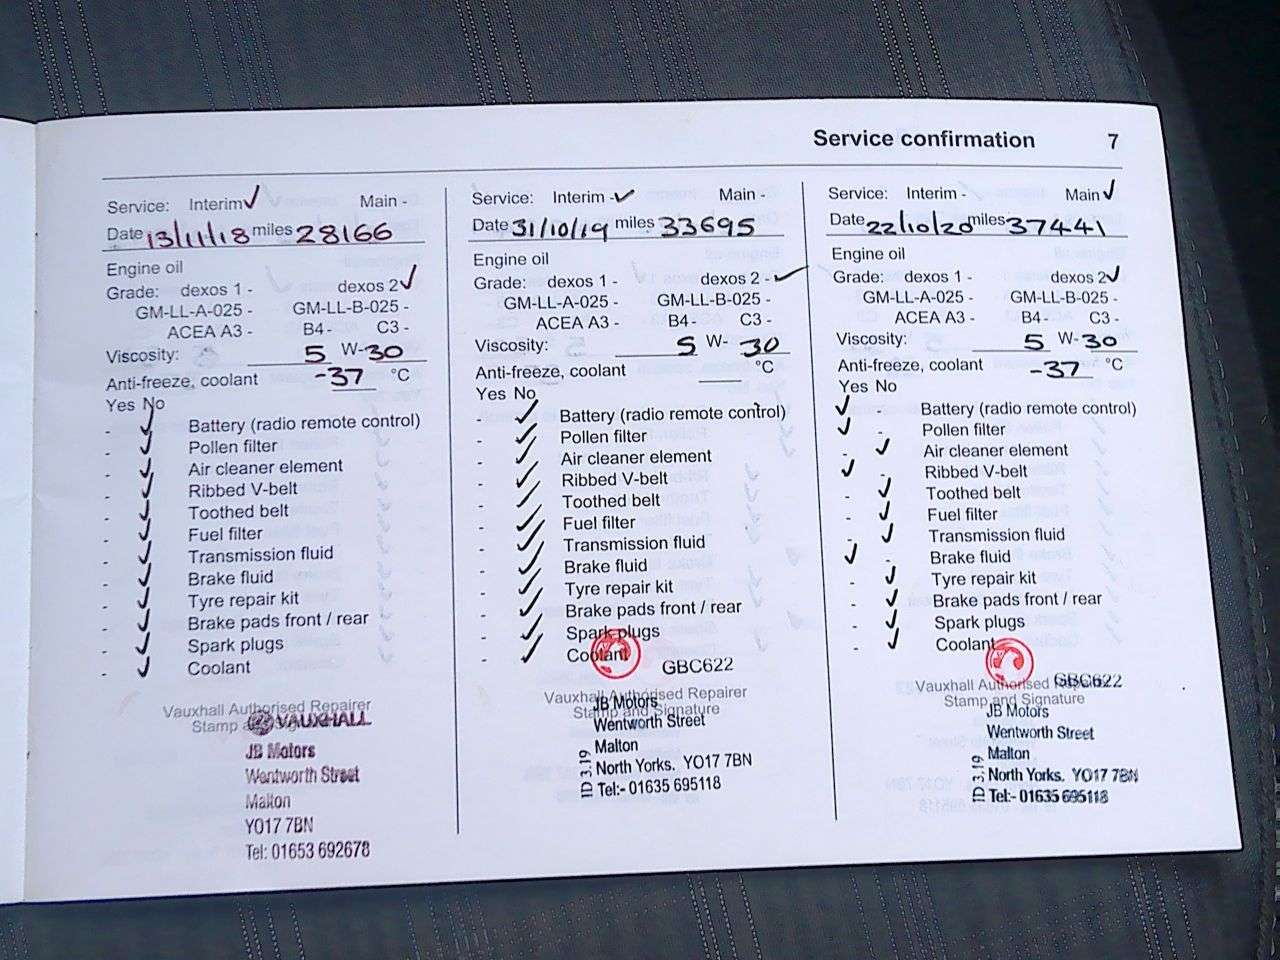 Service confirmation 7
Service: Interim ✓ Main -
Date 13/11/18 miles 28166
Engine oil
Grade: dexos 1 - dexos 2 ✓
GM-LL-A-025 - GM-LL-B-025 -
ACEA A3 - B4 - C3 -
Viscosity: 5 W-30
Anti-freeze, coolant -37 °C
Yes No
- ✓ Battery (radio remote control)
- ✓ Pollen filter
- ✓ Air cleaner element
- ✓ Ribbed V-belt
- ✓ Toothed belt
- ✓ Fuel filter
- ✓ Transmission fluid
- ✓ Brake fluid
- ✓ Tyre repair kit
- ✓ Brake pads front / rear
- ✓ Spark plugs
- ✓ Coolant
Vauxhall Authorised Repairer
Stamp and Signature
VAUXHALL
JB Motors
Wentworth Street
Malton
YO17 7BN
Tel: 01653 692678
Service: Interim - ✓ Main -
Date 31/10/19 miles 33695
Engine oil
Grade: dexos 1 - dexos 2 - ✓
GM-LL-A-025 - GM-LL-B-025 -
ACEA A3 - B4 - C3 -
Viscosity: 5 W- 30
Anti-freeze, coolant °C
Yes No
- ✓ Battery (radio remote control)
- ✓ Pollen filter
- ✓ Air cleaner element
- ✓ Ribbed V-belt
- ✓ Toothed belt
- ✓ Fuel filter
- ✓ Transmission fluid
- ✓ Brake fluid
- ✓ Tyre repair kit
- ✓ Brake pads front / rear
- ✓ Spark plugs
- ✓ Coolant
GBC622
Vauxhall Authorised Repairer
Stamp and Signature
JB Motors
Wentworth Street
Malton
North Yorks. YO17 7BN
Tel:- 01635 695118
ID 3.19
Service: Interim - Main ✓
Date 22/10/20 miles 37441
Engine oil
Grade: dexos 1 - dexos 2 ✓
GM-LL-A-025 - GM-LL-B-025 -
ACEA A3 - B4 - C3 -
Viscosity: 5 W-30
Anti-freeze, coolant -37 °C
Yes No
✓ - Battery (radio remote control)
✓ - Pollen filter
- ✓ Air cleaner element
✓ - Ribbed V-belt
- ✓ Toothed belt
- ✓ Fuel filter
- ✓ Transmission fluid
✓ - Brake fluid
- ✓ Tyre repair kit
- ✓ Brake pads front / rear
- ✓ Spark plugs
- ✓ Coolant
GBC622
Vauxhall Authorised Repairer
Stamp and Signature
JB Motors
Wentworth Street
Malton
North Yorks. YO17 7BN
Tel:- 01635 695118
ID 3.19